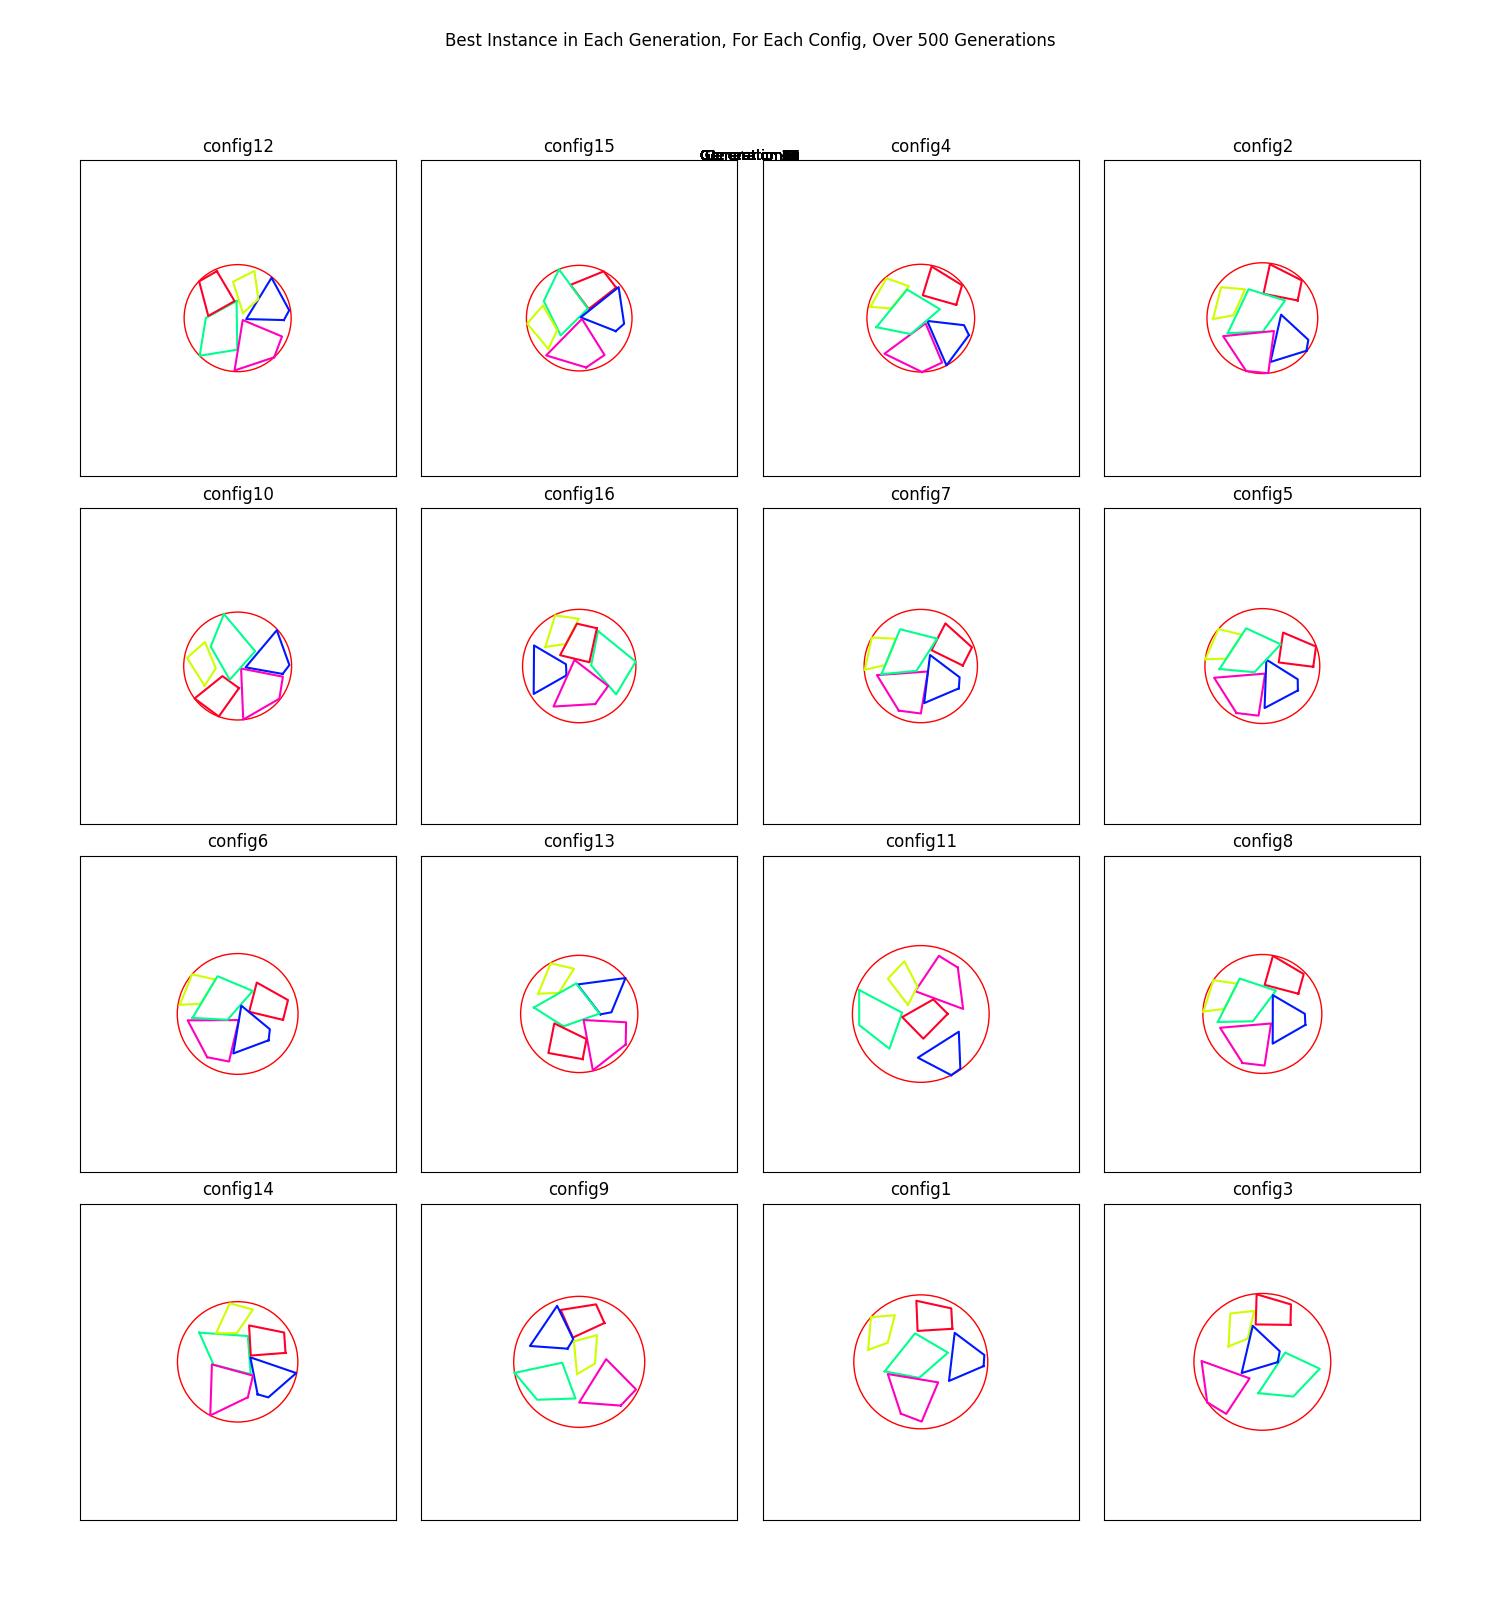 Best Instance in Each Generation, For Each Config, Over 500 Generations
config12
config15
config4
config2
config10
config16
config7
config5
config6
config13
config11
config8
config14
config9
config1
config3